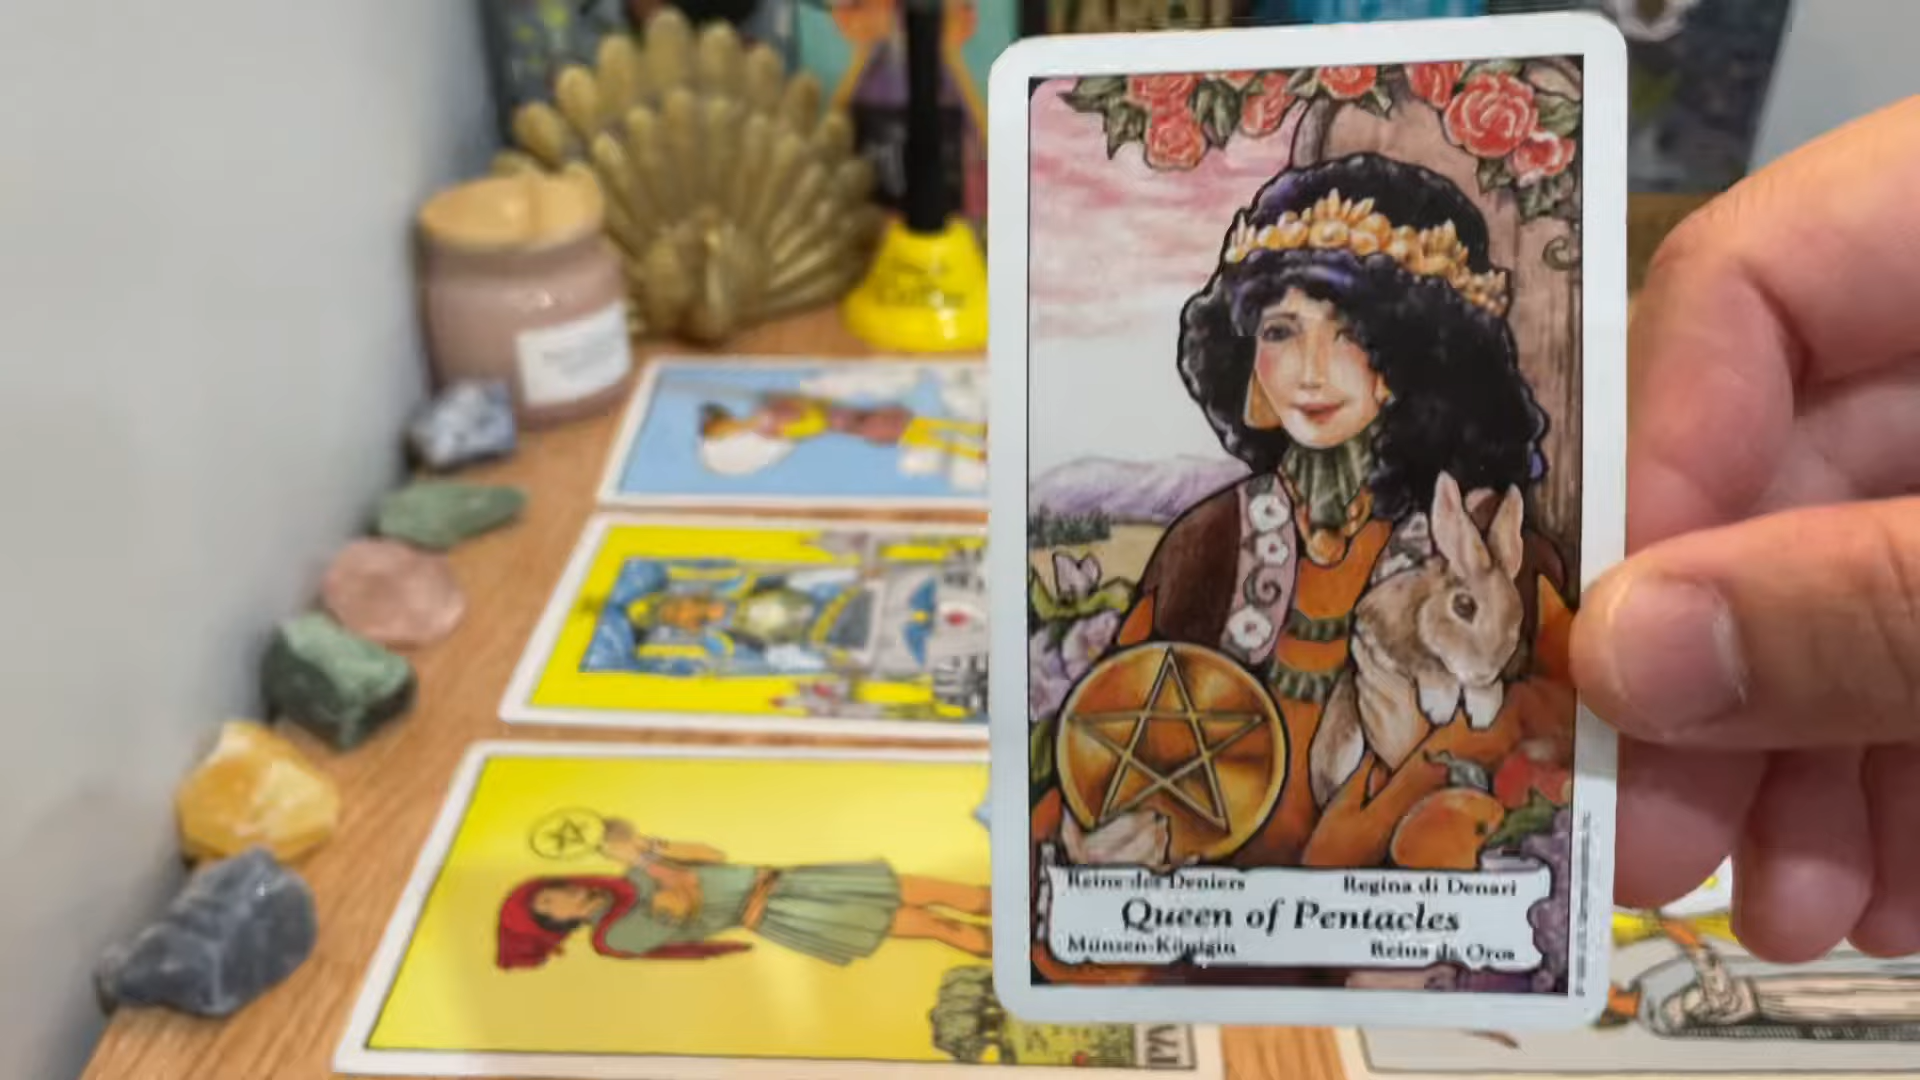 Reine des Deniers Regina di Denari
Queen of Pentacles
Münzen-Königin Reina de Oros